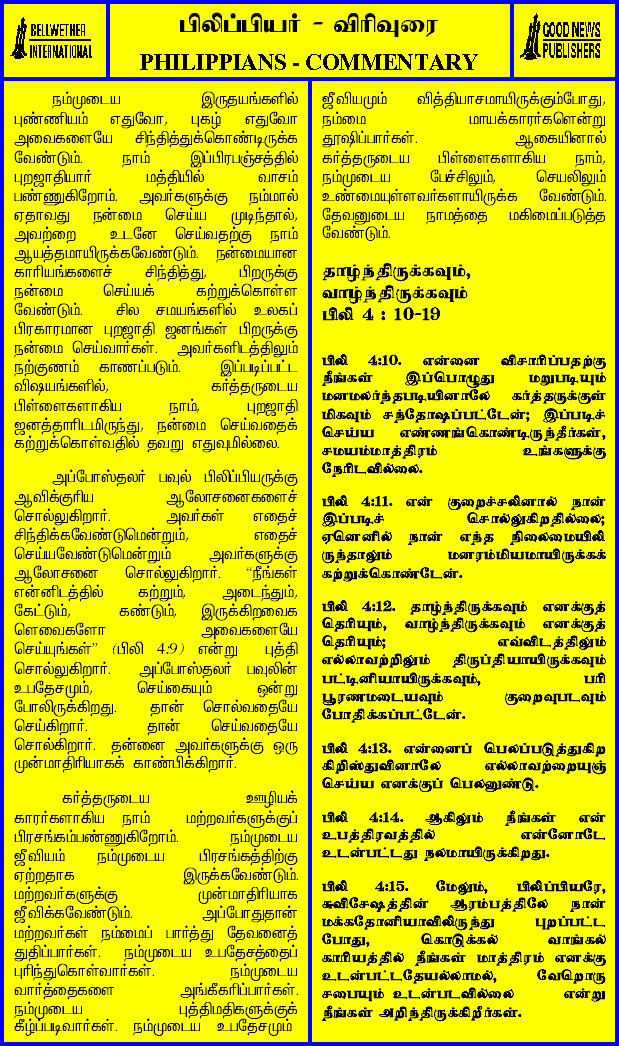 BELLWETHER
INTERNATIONAL
பிலிப்பியர் - விரிவுரை
PHILIPPIANS - COMMENTARY
GOOD NEWS
PUBLISHERS
நம்முடைய இருதயங்களில்
புண்ணியம் எதுவோ, புகழ் எதுவோ
அவைகளையே சிந்தித்துக்கொண்டிருக்க
வேண்டும். நாம் இப்பிரபஞ்சத்தில்
புறஜாதியார் மத்தியில் வாசம்
பண்ணுகிறோம். அவர்களுக்கு நம்மால்
ஏதாவது நன்மை செய்ய முடிந்தால்,
அவற்றை உடனே செய்வதற்கு நாம்
ஆயத்தமாயிருக்கவேண்டும். நன்மையான
காரியங்களைச் சிந்தித்து, பிறருக்கு
நன்மை செய்யக் கற்றுக்கொள்ள
வேண்டும். சில சமயங்களில் உலகப்
பிரகாரமான புறஜாதி ஜனங்கள் பிறருக்கு
நன்மை செய்வார்கள். அவர்களிடத்திலும்
நற்குணம் காணப்படும். இப்படிப்பட்ட
விஷயங்களில், கர்த்தருடைய
பிள்ளைகளாகிய நாம், புறஜாதி
ஜனத்தாரிடமிருந்து, நன்மை செய்வதைக்
கற்றுக்கொள்வதில் தவறு எதுவுமில்லை.
அப்போஸ்தலர் பவுல் பிலிப்பியருக்கு
ஆவிக்குரிய ஆலோசனைகளைச்
சொல்லுகிறார். அவர்கள் எதைச்
சிந்திக்கவேண்டுமென்றும், எதைச்
செய்யவேண்டுமென்றும் அவர்களுக்கு
ஆலோசனை சொல்லுகிறார். "நீங்கள்
என்னிடத்தில் கற்றும், அடைந்தும்,
கேட்டும், கண்டும், இருக்கிறவைக
ளெவைகளோ அவைகளையே
செய்யுங்கள்" (பிலி 4:9) என்று புத்தி
சொல்லுகிறார். அப்போஸ்தலர் பவுலின்
உபதேசமும், செய்கையும் ஒன்று
போலிருக்கிறது. தான் சொல்வதையே
செய்கிறார். தான் செய்வதையே
சொல்கிறார். தன்னை அவர்களுக்கு ஒரு
முன்மாதிரியாகக் காண்பிக்கிறார்.
கர்த்தருடைய ஊழியக்
காரர்களாகிய நாம் மற்றவர்களுக்குப்
பிரசங்கம்பண்ணுகிறோம். நம்முடைய
ஜீவியம் நம்முடைய பிரசங்கத்திற்கு
ஏற்றதாக இருக்கவேண்டும்.
மற்றவர்களுக்கு முன்மாதிரியாக
ஜீவிக்கவேண்டும். அப்போதுதான்
மற்றவர்கள் நம்மைப் பார்த்து தேவனைத்
துதிப்பார்கள். நம்முடைய உபதேசத்தைப்
புரிந்துகொள்வார்கள். நம்முடைய
வார்த்தைகளை அங்கீகரிப்பார்கள்.
நம்முடைய புத்திமதிகளுக்குக்
கீழ்ப்படிவார்கள். நம்முடைய உபதேசமும்
ஜீவியமும் வித்தியாசமாயிருக்கும்போது,
நம்மை மாயக்காரர்களென்று
தூஷிப்பார்கள். ஆகையினால்
கர்த்தருடைய பிள்ளைகளாகிய நாம்,
நம்முடைய பேச்சிலும், செயலிலும்
உண்மையுள்ளவர்களாயிருக்க வேண்டும்.
தேவனுடைய நாமத்தை மகிமைப்படுத்த
வேண்டும்.
தாழ்ந்திருக்கவும்,
வாழ்ந்திருக்கவும்
பிலி 4 : 10-19
பிலி 4:10. என்னை விசாரிப்பதற்கு
நீங்கள் இப்பொழுது மறுபடியும்
மனமலர்ந்தபடியினாலே கர்த்தருக்குள்
மிகவும் சந்தோஷப்பட்டேன்; இப்படிச்
செய்ய எண்ணங்கொண்டிருந்தீர்கள்,
சமயம்மாத்திரம் உங்களுக்கு
நேரிடவில்லை.
பிலி 4:11. என் குறைச்சலினால் நான்
இப்படிச் சொல்லுகிறதில்லை;
ஏனெனில் நான் எந்த நிலைமையிலி
ருந்தாலும் மனரம்மியமாயிருக்கக்
கற்றுக்கொண்டேன்.
பிலி 4:12. தாழ்ந்திருக்கவும் எனக்குத்
தெரியும், வாழ்ந்திருக்கவும் எனக்குத்
தெரியும்; எவ்விடத்திலும்
எல்லாவற்றிலும் திருப்தியாயிருக்கவும்
பட்டினியாயிருக்கவும், பரி
பூரணமடையவும் குறைவுபடவும்
போதிக்கப்பட்டேன்.
பிலி 4:13. என்னைப் பெலப்படுத்துகிற
கிறிஸ்துவினாலே எல்லாவற்றையுஞ்
செய்ய எனக்குப் பெலனுண்டு.
பிலி 4:14. ஆகிலும் நீங்கள் என்
உபத்திரவத்தில் என்னோடே
உடன்பட்டது நலமாயிருக்கிறது.
பிலி 4:15. மேலும், பிலிப்பியரே,
சுவிசேஷத்தின் ஆரம்பத்திலே நான்
மக்கதோனியாவிலிருந்து புறப்பட்ட
போது, கொடுக்கல் வாங்கல்
காரியத்தில் நீங்கள் மாத்திரம் எனக்கு
உடன்பட்டதேயல்லாமல், வேறொரு
சபையும் உடன்படவில்லை என்று
நீங்கள் அறிந்திருக்கிறீர்கள்.